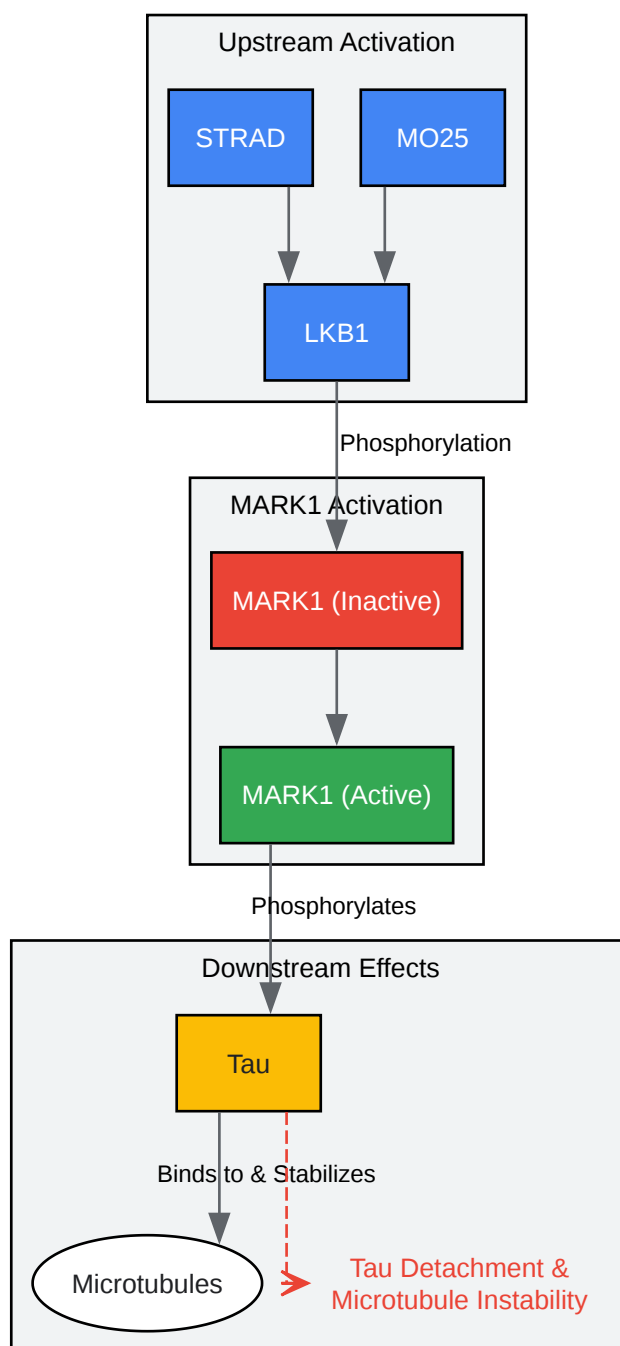 Upstream Activation
STRAD
MO25
LKB1
Phosphorylation
MARK1 Activation
MARK1 (Inactive)
MARK1 (Active)
Phosphorylates
Downstream Effects
Tau
Binds to & Stabilizes
Microtubules
Tau Detachment &
Microtubule Instability